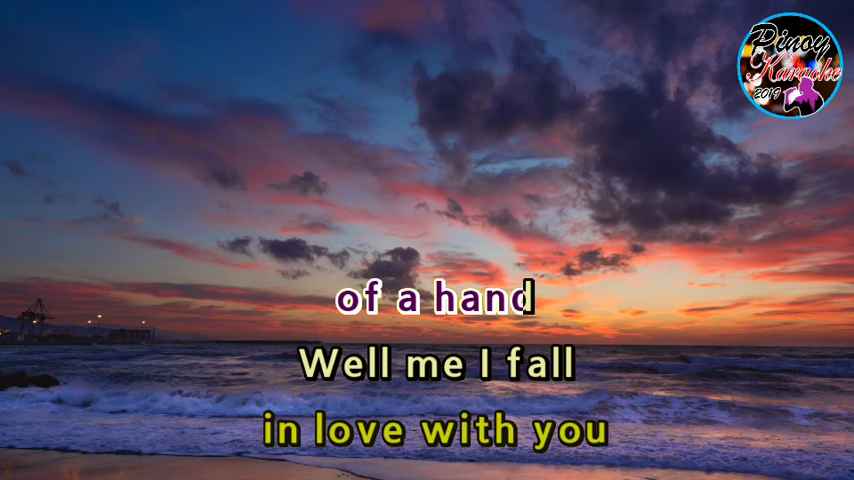 Pinoy
Karaoke
2019
of a hand
Well me I fall
in love with you